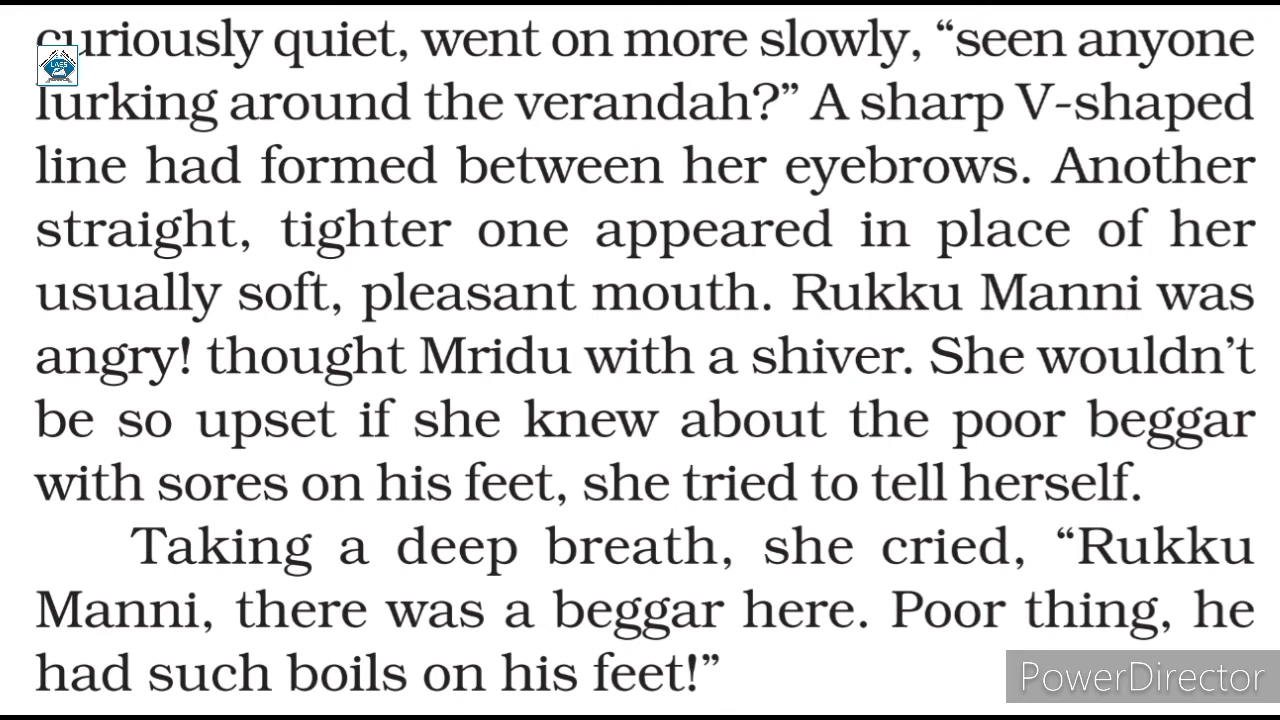 curiously quiet, went on more slowly, “seen anyone
lurking around the verandah?” A sharp V-shaped
line had formed between her eyebrows. Another
straight, tighter one appeared in place of her
usually soft, pleasant mouth. Rukku Manni was
angry! thought Mridu with a shiver. She wouldn’t
be so upset if she knew about the poor beggar
with sores on his feet, she tried to tell herself.
Taking a deep breath, she cried, “Rukku
Manni, there was a beggar here. Poor thing, he
had such boils on his feet!”
PowerDirector